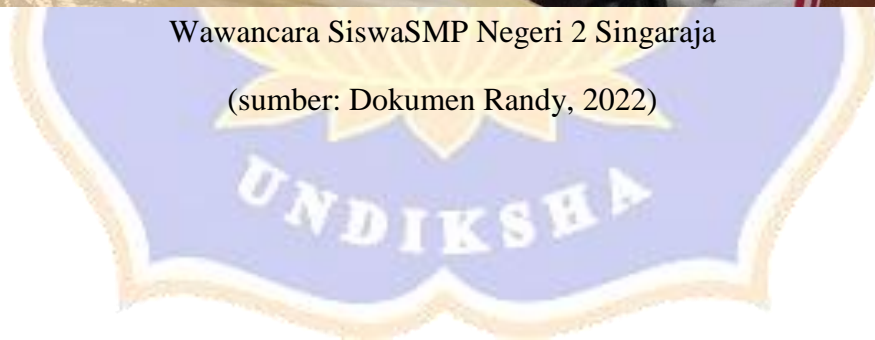 Wawancara SiswaSMP Negeri 2 Singaraja
(sumber: Dokumen Randy, 2022)
UNDIKSHA